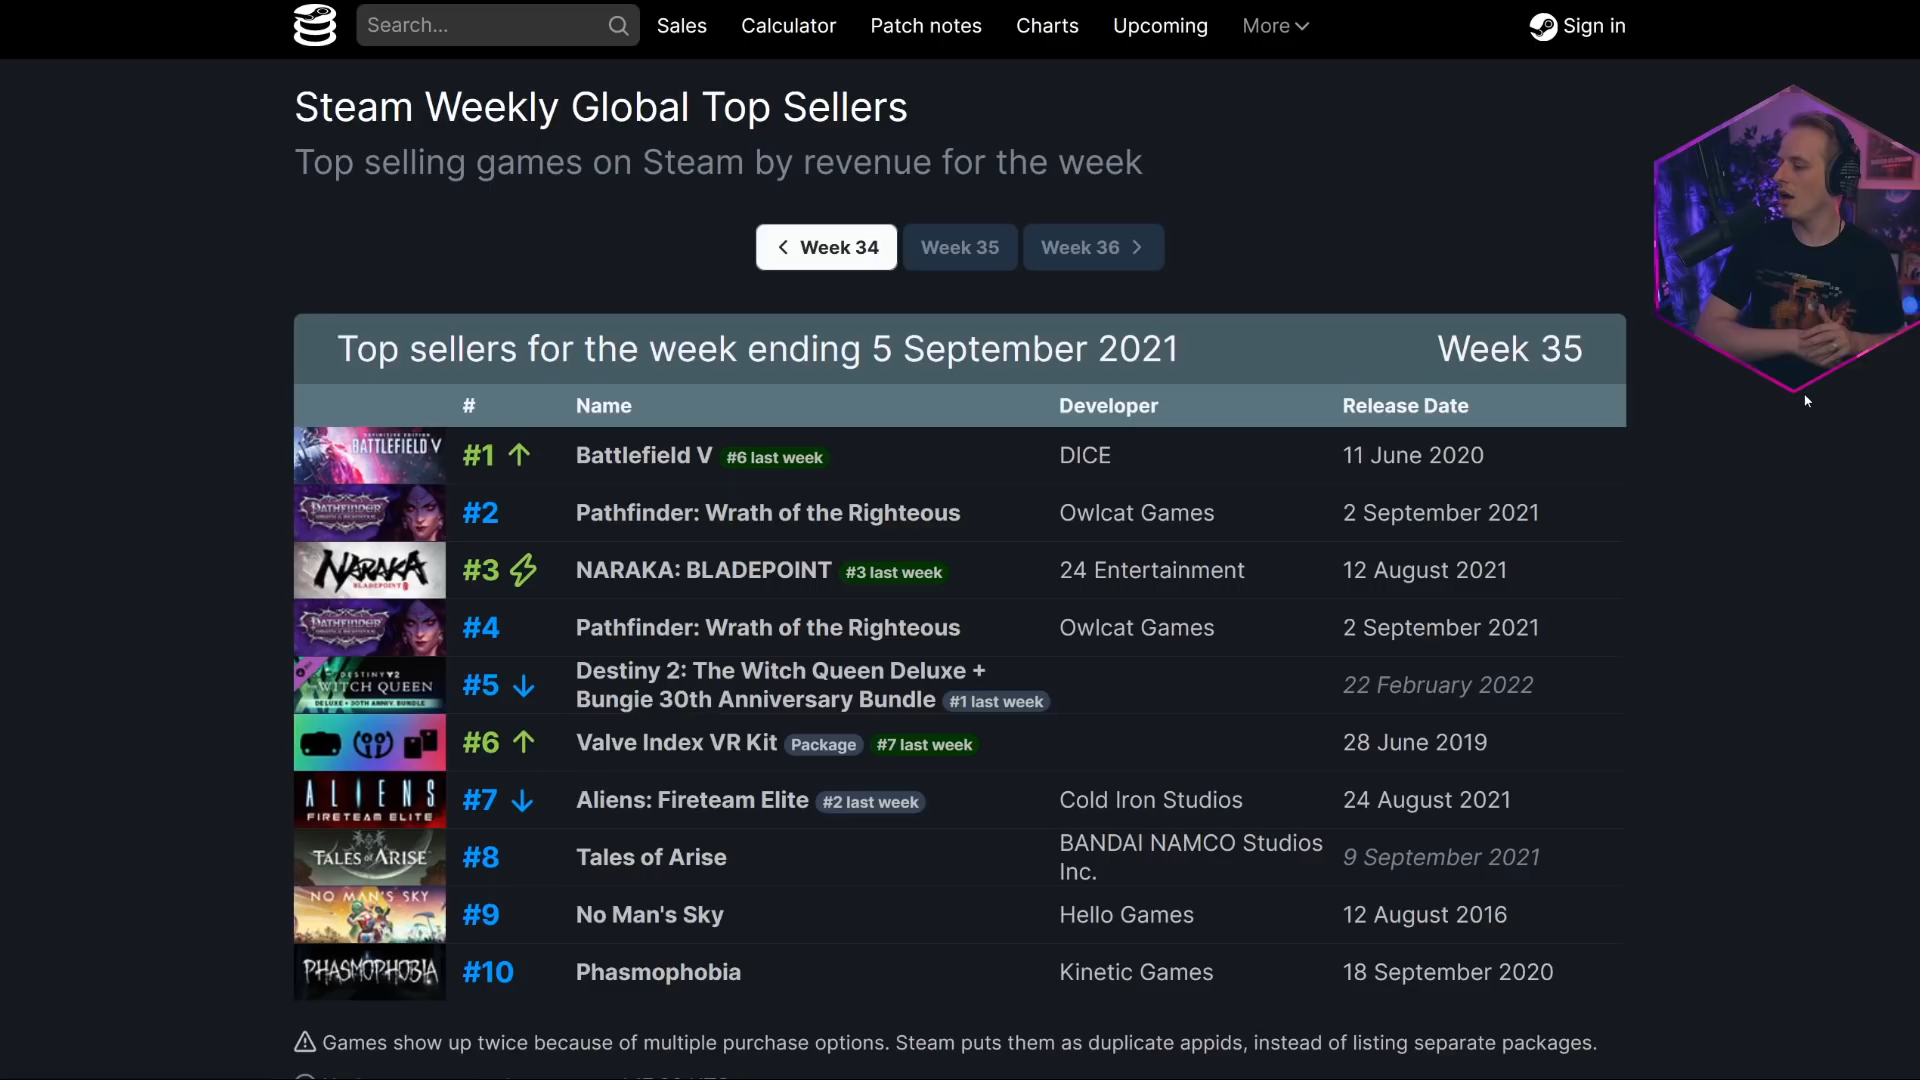 Search...
Sales
Calculator
Patch notes
Charts
Upcoming
More
Sign in
Steam Weekly Global Top Sellers
Top selling games on Steam by revenue for the week
Week 34
Week 35
Week 36
Top sellers for the week ending 5 September 2021 Week 35
# Name Developer Release Date
BATTLEFIELD V #1 Battlefield V #6 last week DICE 11 June 2020
PATHFINDER #2 Pathfinder: Wrath of the Righteous Owlcat Games 2 September 2021
NARAKA BLADEPOINT #3 NARAKA: BLADEPOINT #3 last week 24 Entertainment 12 August 2021
PATHFINDER #4 Pathfinder: Wrath of the Righteous Owlcat Games 2 September 2021
DESTINY 2 Destiny 2: The Witch Queen Deluxe +
WITCH QUEEN #5 22 February 2022
DELUXE + 30TH ANNIV. BUNDLE Bungie 30th Anniversary Bundle #1 last week
#6 Valve Index VR Kit Package #7 last week 28 June 2019
ALIENS
FIRETEAM ELITE #7 Aliens: Fireteam Elite #2 last week Cold Iron Studios 24 August 2021
TALES of ARISE #8 Tales of Arise BANDAI NAMCO Studios 9 September 2021
Inc.
NO MAN'S SKY #9 No Man's Sky Hello Games 12 August 2016
PHASMOPHOBIA #10 Phasmophobia Kinetic Games 18 September 2020
Games show up twice because of multiple purchase options. Steam puts them as duplicate appids, instead of listing separate packages.